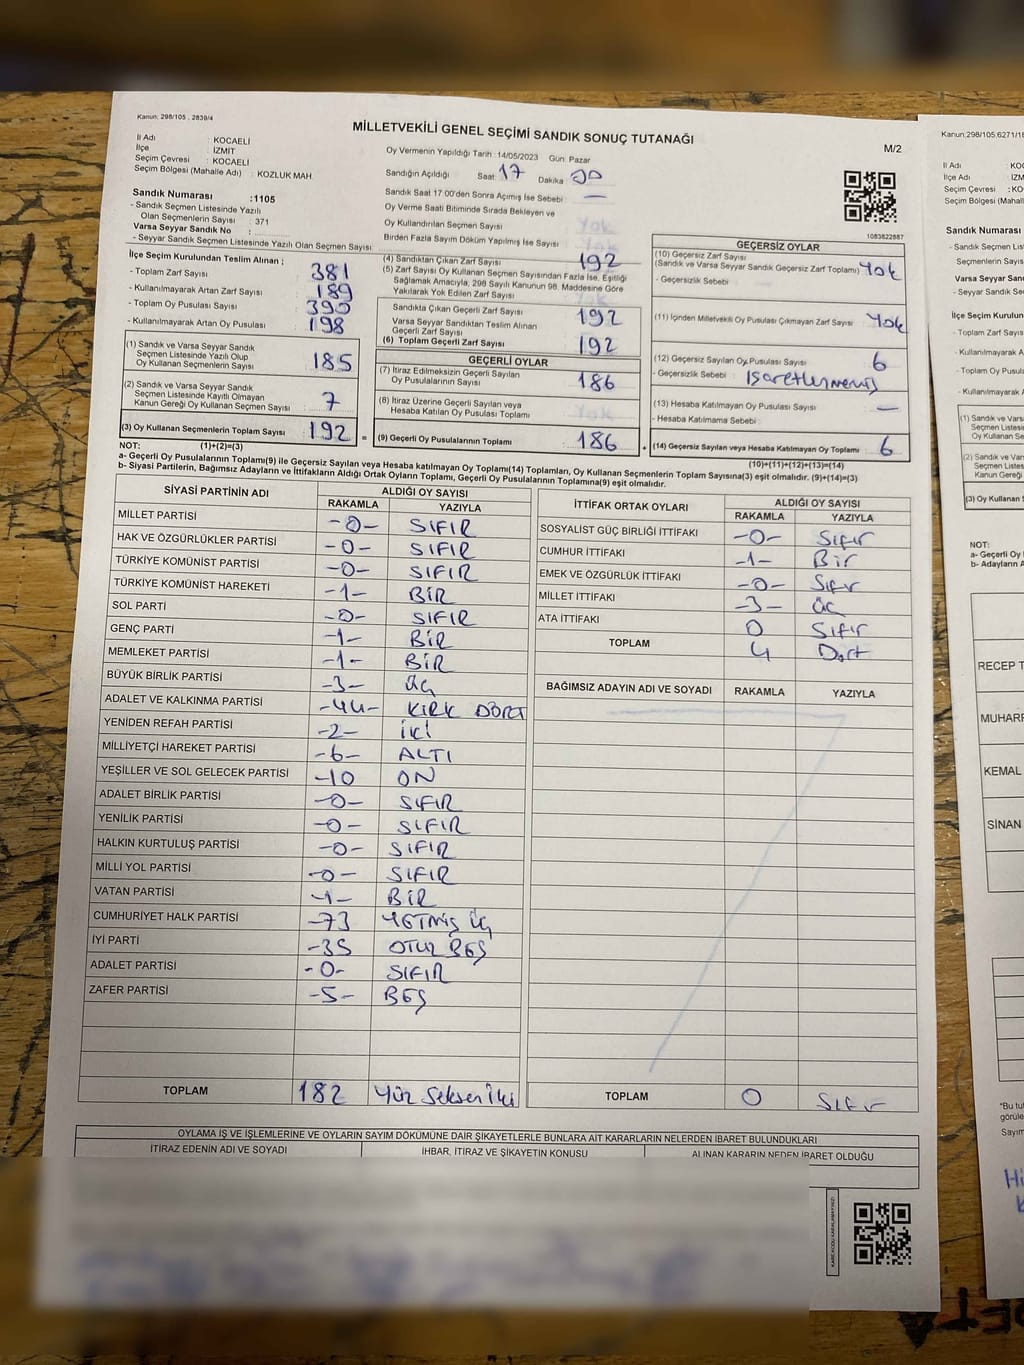 Kanun: 298/105 , 2839/4
MİLLETVEKİLİ GENEL SEÇİMİ SANDIK SONUÇ TUTANAĞI
M/2
İl Adı : KOCAELİ
İlçe : İZMİT
Seçim Çevresi : KOCAELİ
Seçim Bölgesi (Mahalle Adı) : KOZLUK MAH
Sandık Numarası :1105
- Sandık Seçmen Listesinde Yazılı
Olan Seçmenlerin Sayısı : 371
Varsa Seyyar Sandık No :
- Seyyar Sandık Seçmen Listesinde Yazılı Olan Seçmen Sayısı:
Oy Vermenin Yapıldığı Tarih :14/05/2023 Gün: Pazar
Sandığın Açıldığı Saat: 17 Dakika 00
Sandık Saat 17:00'den Sonra Açımış İse Sebebi : —
Oy Verme Saati Bitiminde Sırada Bekleyen ve
Oy Kullandırılan Seçmen Sayısı : Yok
Birden Fazla Sayım Döküm Yapılmış İse Sayısı : Yok
1083822887
İlçe Seçim Kurulundan Teslim Alınan ;
- Toplam Zarf Sayısı : 381
- Kullanılmayarak Artan Zarf Sayısı : 189
- Toplam Oy Pusulası Sayısı : 390
- Kullanılmayarak Artan Oy Pusulası : 198
(1) Sandık ve Varsa Seyyar Sandık
Seçmen Listesinde Yazılı Olup
Oy Kullanan Seçmenlerin Sayısı : 185
(2) Sandık ve Varsa Seyyar Sandık
Seçmen Listesinde Kayıtlı Olmayan
Kanun Gereği Oy Kullanan Seçmen Sayısı : 7
(3) Oy Kullanan Seçmenlerin Toplam Sayısı : 192
(4) Sandıktan Çıkan Zarf Sayısı : 192
(5) Zarf Sayısı Oy Kullanan Seçmen Sayısından Fazla İse, Eşitliği
Sağlamak Amacıyla, 298 Sayılı Kanunun 98. Maddesine Göre
Yakılarak Yok Edilen Zarf Sayısı : Yok
Sandıkta Çıkan Geçerli Zarf Sayısı : 192
Varsa Seyyar Sandıktan Teslim Alınan
Geçerli Zarf Sayısı :
(6) Toplam Geçerli Zarf Sayısı : 192
GEÇERLİ OYLAR
(7) İtiraz Edilmeksizin Geçerli Sayılan
Oy Pusulalarının Sayısı : 186
(8) İtiraz Üzerine Geçerli Sayılan veya
Hesaba Katılan Oy Pusulası Toplamı : Yok
= (9) Geçerli Oy Pusulalarının Toplamı : 186
GEÇERSİZ OYLAR
(10) Geçersiz Zarf Sayısı
(Sandık ve Varsa Seyyar Sandık Geçersiz Zarf Toplamı) : Yok
- Geçersizlik Sebebi :
(11) İçinden Milletvekili Oy Pusulası Çıkmayan Zarf Sayısı : Yok
(12) Geçersiz Sayılan Oy Pusulası Sayısı : 6
- Geçersizlik Sebebi : işaretlenmemiş
(13) Hesaba Katılmayan Oy Pusulası Sayısı : —
- Hesaba Katılmama Sebebi :
+ (14) Geçersiz Sayılan veya Hesaba Katılmayan Oy Toplamı : 6
NOT: (1)+(2)=(3)
(10)+(11)+(12)+(13)=(14)
a- Geçerli Oy Pusulalarının Toplamı(9) ile Geçersiz Sayılan veya Hesaba katılmayan Oy Toplamı(14) Toplamları, Oy Kullanan Seçmenlerin Toplam Sayısına(3) eşit olmalıdır. (9)+(14)=(3)
b- Siyasi Partilerin, Bağımsız Adayların ve İttifakların Aldığı Ortak Oyların Toplamı, Geçerli Oy Pusulalarının Toplamına(9) eşit olmalıdır.
SİYASİ PARTİNİN ADI ALDIĞI OY SAYISI
RAKAMLA YAZIYLA
MİLLET PARTİSİ -0- SIFIR
HAK VE ÖZGÜRLÜKLER PARTİSİ -0- SIFIR
TÜRKİYE KOMÜNİST PARTİSİ -0- SIFIR
TÜRKİYE KOMÜNİST HAREKETİ -1- BİR
SOL PARTİ -0- SIFIR
GENÇ PARTİ -1- BİR
MEMLEKET PARTİSİ -1- BİR
BÜYÜK BİRLİK PARTİSİ -3- üç
ADALET VE KALKINMA PARTİSİ -44- KIRK DÖRT
YENİDEN REFAH PARTİSİ -2- iki
MİLLİYETÇİ HAREKET PARTİSİ -6- ALTI
YEŞİLLER VE SOL GELECEK PARTİSİ -10 ON
ADALET BİRLİK PARTİSİ -0- SIFIR
YENİLİK PARTİSİ -0- SIFIR
HALKIN KURTULUŞ PARTİSİ -0- SIFIR
MİLLİ YOL PARTİSİ -0- SIFIR
VATAN PARTİSİ -1- BİR
CUMHURİYET HALK PARTİSİ -73 YETMİŞ üç
İYİ PARTİ -35 OTUZ BEŞ
ADALET PARTİSİ -0- SIFIR
ZAFER PARTİSİ -5- BEŞ
TOPLAM 182 Yüz Seksen iki
İTTİFAK ORTAK OYLARI ALDIĞI OY SAYISI
RAKAMLA YAZIYLA
SOSYALİST GÜÇ BİRLİĞİ İTTİFAKI -0- Sıfır
CUMHUR İTTİFAKI -1- Bir
EMEK VE ÖZGÜRLÜK İTTİFAKI -0- Sıfır
MİLLET İTTİFAKI -3- üç
ATA İTTİFAKI 0 Sıfır
TOPLAM 4 Dört
BAĞIMSIZ ADAYIN ADI VE SOYADI RAKAMLA YAZIYLA
TOPLAM 0 Sıfır
OYLAMA İŞ VE İŞLEMLERİNE VE OYLARIN SAYIM DÖKÜMÜNE DAİR ŞİKAYETLERLE BUNLARA AİT KARARLARIN NELERDEN İBARET BULUNDUKLARI
İTİRAZ EDENİN ADI VE SOYADI İHBAR, İTİRAZ VE ŞİKAYETİN KONUSU ALINAN KARARIN NEDEN İBARET OLDUĞU
Kanun:298/105,6271/18
İl Adı : KOC
İlçe Adı : İZM
Seçim Çevresi : KO
Seçim Bölgesi (Maha
Sandık Numarası
- Sandık Seçmen List
Olan Seçmenlerin Sa
Varsa Seyyar Sandık
- Seyyar Sandık Seçm
İlçe Seçim Kurulun
- Toplam Zarf Sayısı
- Kullanılmayarak Art
- Toplam Oy Pusula
- Kullanılmayarak Art
(1) Sandık ve Varsa
Seçmen Listesin
Oy Kullanan Se
(2) Sandık ve Varsa
Seçmen Listesin
Kanun Gereği O
(3) Oy Kullanan S
NOT:
a- Geçerli Oy
b- Adayların A
RECEP T
MUHARR
KEMAL
SİNAN
*Bu tut
görüle
Sayım